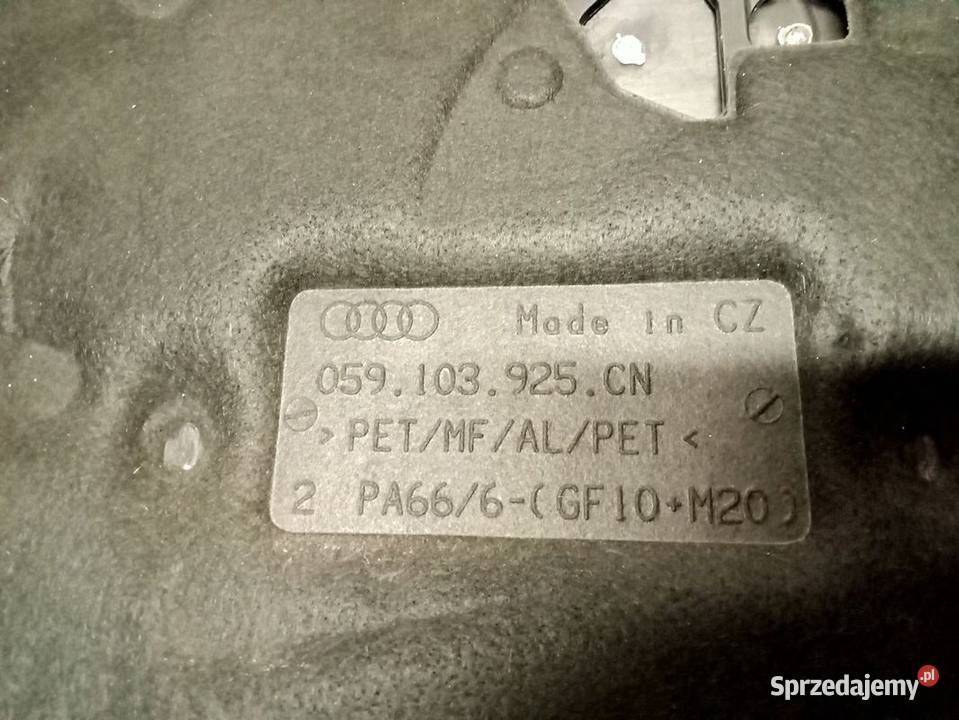 Made in CZ
059.103.925.CN
>PET/MF/AL/PET<
2 PA66/6-(GF10+M20)
Sprzedajemy.pl